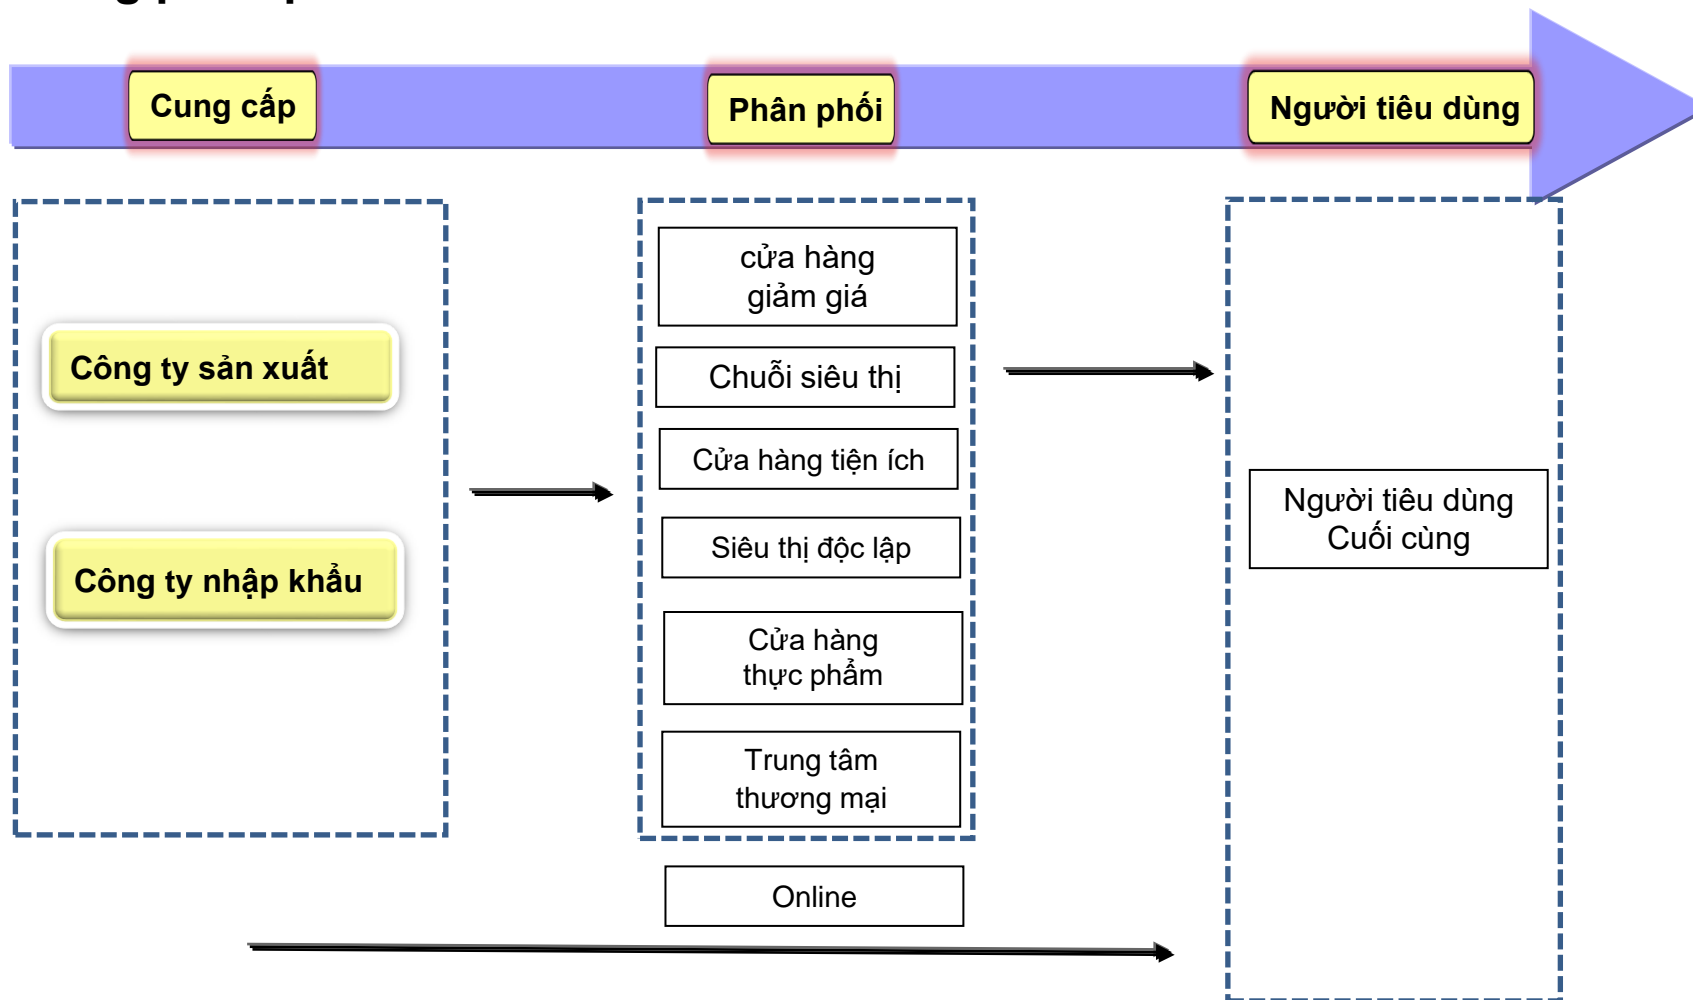 Cung cấp
Phân phối
Người tiêu dùng
Công ty sản xuất
Công ty nhập khẩu
cửa hàng
giảm giá
Chuỗi siêu thị
Cửa hàng tiện ích
Siêu thị độc lập
Cửa hàng
thực phẩm
Trung tâm
thương mại
Online
Người tiêu dùng
Cuối cùng